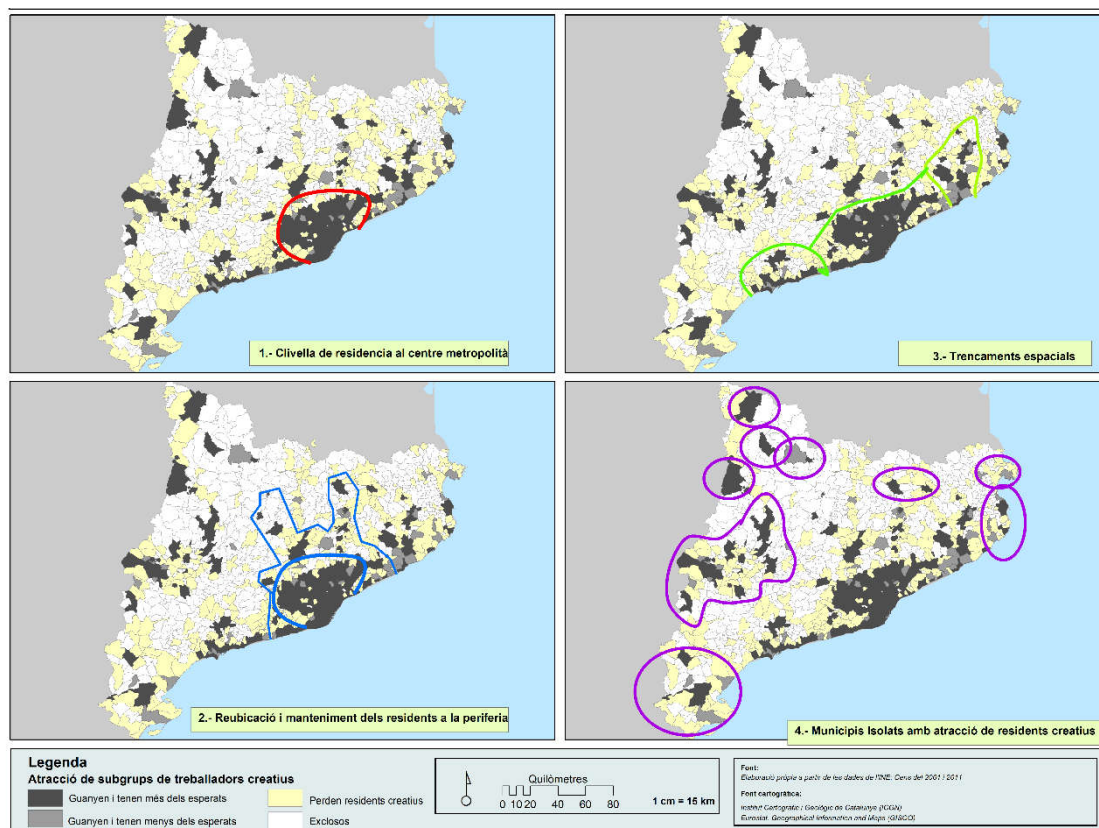 1.- Clivella de residencia al centre metropolità
3.- Trencaments espacials
2.- Reubicació i manteniment dels residents a la periferia
4.- Municipis Isolats amb atracció de residents creatius
Legenda
Atracció de subgrups de treballadors creatius
Guanyen i tenen més dels esperats
Perden residents creatius
Guanyen i tenen menys dels esperats
Exclosos
Quilòmetres
0 10 20 40 60 80
1 cm = 15 km
Font:
Elaboració pròpia a partir de les dades de l'INE: Cens del 2001 i 2011
Font cartogràfica:
Institut Cartogràfic i Geològic de Catalunya (ICGN)
Eurostat. Geographical Information and Maps (GISCO)